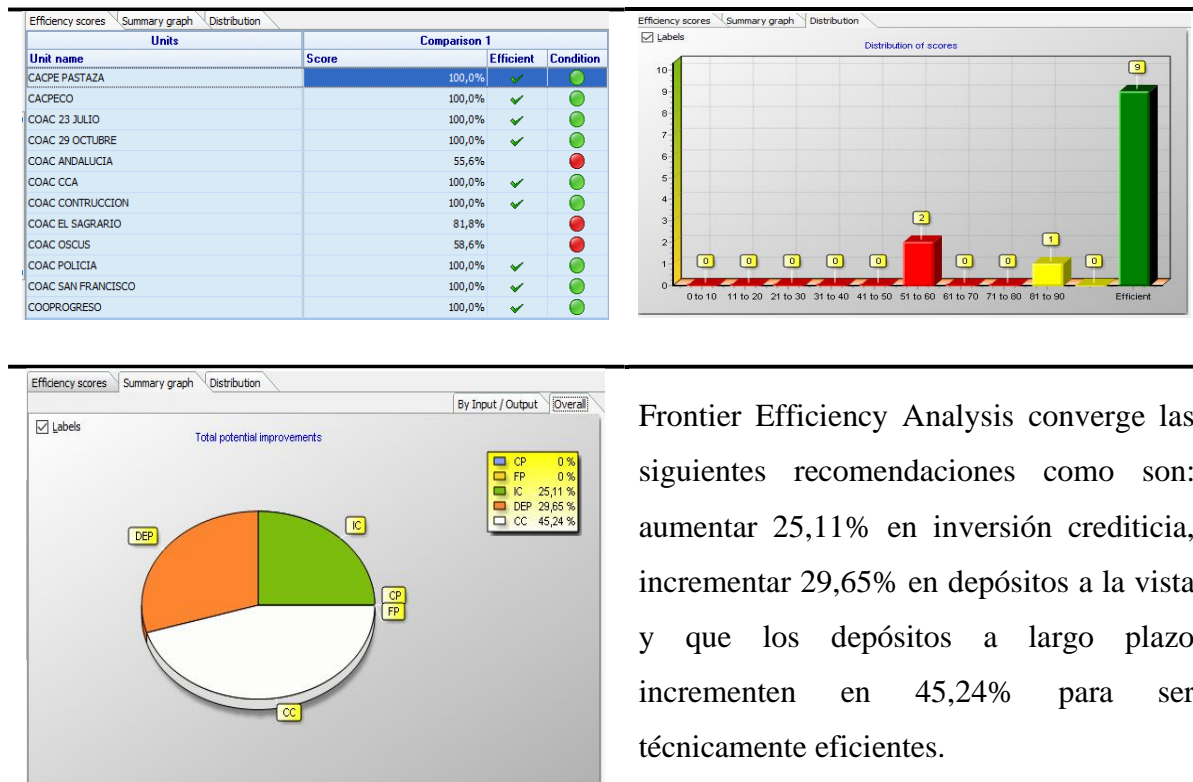 Efficiency scores Summary graph Distribution
Units Comparison 1
Unit name Score Efficient Condition
CACPE PASTAZA 100,0%
CACPECO 100,0%
COAC 23 JULIO 100,0%
COAC 29 OCTUBRE 100,0%
COAC ANDALUCIA 55,6%
COAC CCA 100,0%
COAC CONTRUCCION 100,0%
COAC EL SAGRARIO 81,8%
COAC OSCUS 58,6%
COAC POLICIA 100,0%
COAC SAN FRANCISCO 100,0%
COOPROGRESO 100,0%
Efficiency scores Summary graph Distribution
Labels
Distribution of scores
10
9
8
7
6
5
4
3
2
1
0
0 0 0 0 0 2 0 0 1 0 9
0 to 10 11 to 20 21 to 30 31 to 40 41 to 50 51 to 60 61 to 70 71 to 80 81 to 90 Efficient
Efficiency scores Summary graph Distribution
By Input / Output Overall
Labels
Total potential improvements
CP 0 %
FP 0 %
IC 25,11 %
DEP 29,65 %
CC 45,24 %
IC
DEP
CP
FP
CC
Frontier Efficiency Analysis converge las
siguientes recomendaciones como son:
aumentar 25,11% en inversión crediticia,
incrementar 29,65% en depósitos a la vista
y que los depósitos a largo plazo
incrementen en 45,24% para ser
técnicamente eficientes.